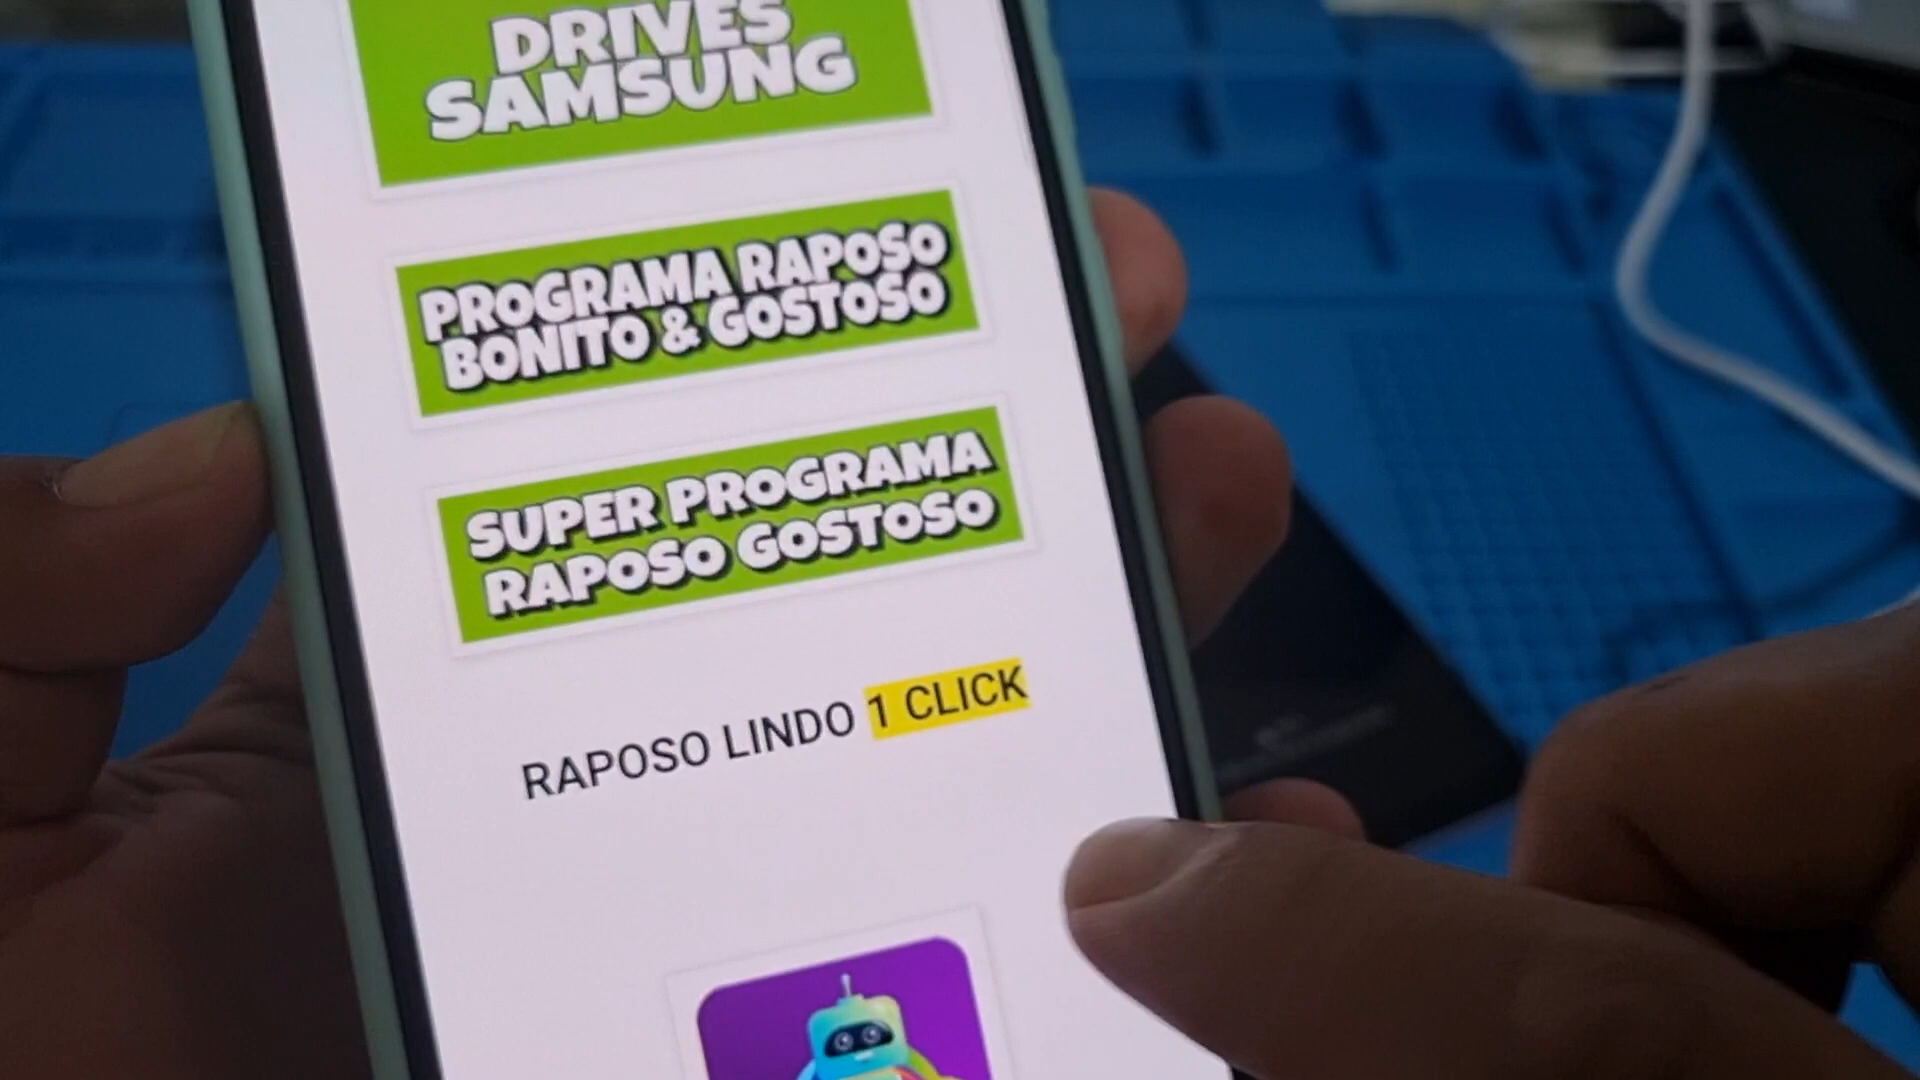 DRIVES
SAMSUNG
PROGRAMA RAPOSO
BONITO & GOSTOSO
SUPER PROGRAMA
RAPOSO GOSTOSO
RAPOSO LINDO 1 CLICK